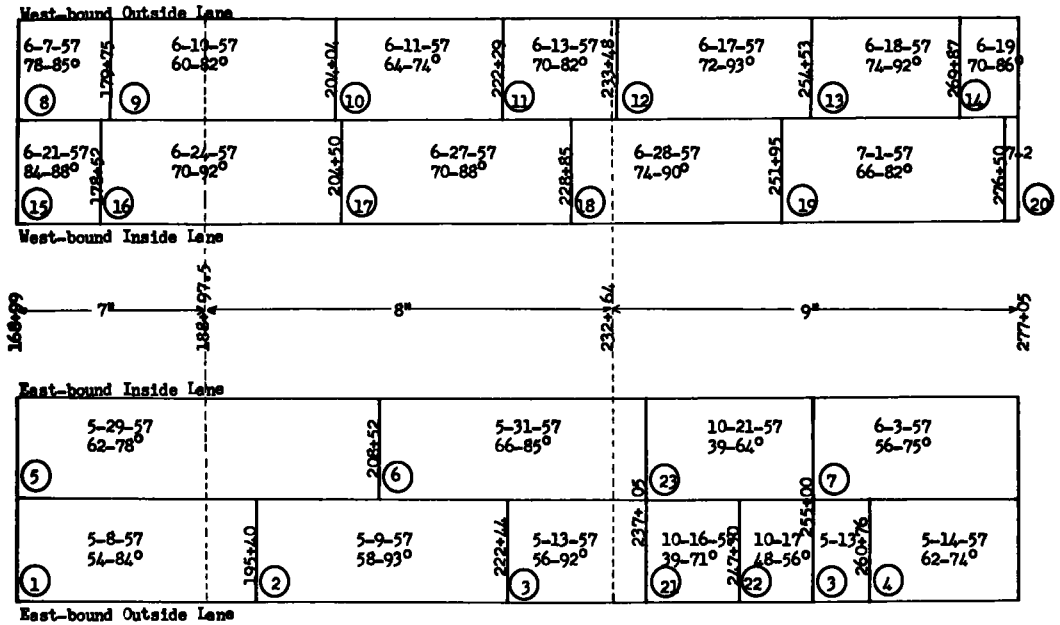 West-bound Outside Lane
6-7-57 6-10-57 6-11-57 6-13-57 6-17-57 6-18-57 6-19
78-85° 60-82° 64-74° 70-82° 72-93° 74-92° 70-86°
179+75 204+04 222+29 233+48 254+53 269+87
8 9 10 11 12 13 14
6-21-57 6-24-57 6-27-57 6-28-57 7-1-57 7-2
84-88° 70-92° 70-88° 74-90° 66-82°
178+52 204+50 228+85 251+95 276+50
15 16 17 18 19 20
West-bound Inside Lane
168+99 7" 188+97.5 8" 232+64 9" 277+05
East-bound Inside Lane
5-29-57 5-31-57 10-21-57 6-3-57
62-78° 66-85° 39-64° 56-75°
208+52
5 6 23 7
237+05 255+00
5-8-57 5-9-57 5-13-57 10-16-5 10-17 5-13 5-14-57
54-84° 58-93° 56-92° 39-71° 48-56° 62-74°
195+40 222+44 260+76
1 2 3 21 22 3 4
East-bound Outside Lane